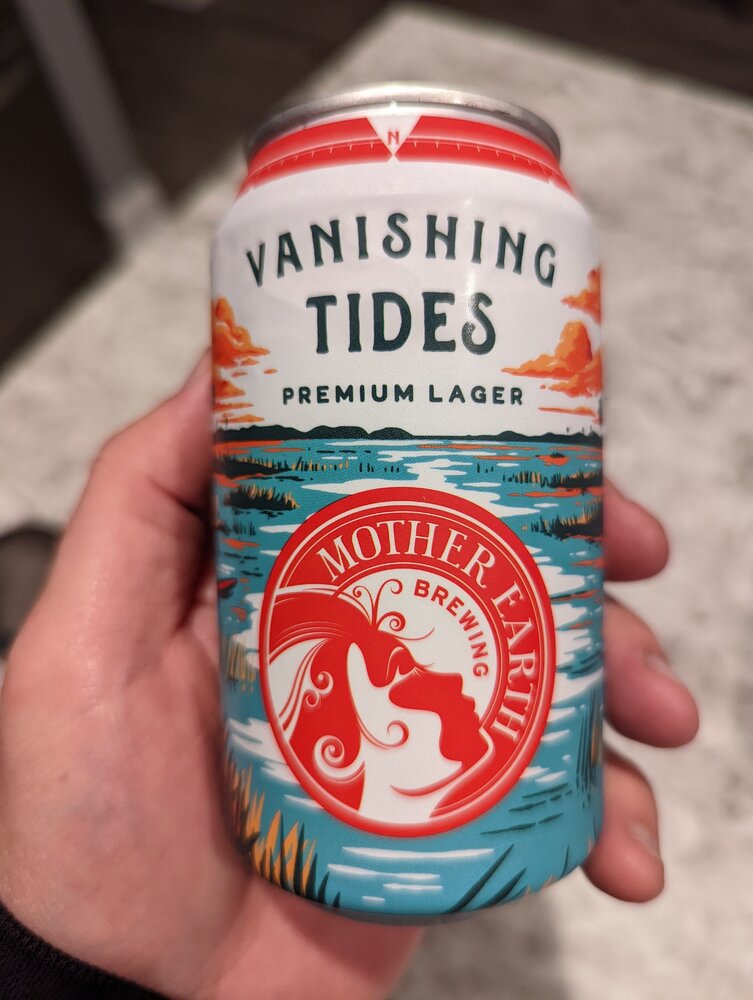 N
VANISHING
TIDES
PREMIUM LAGER
MOTHER EARTH
BREWING